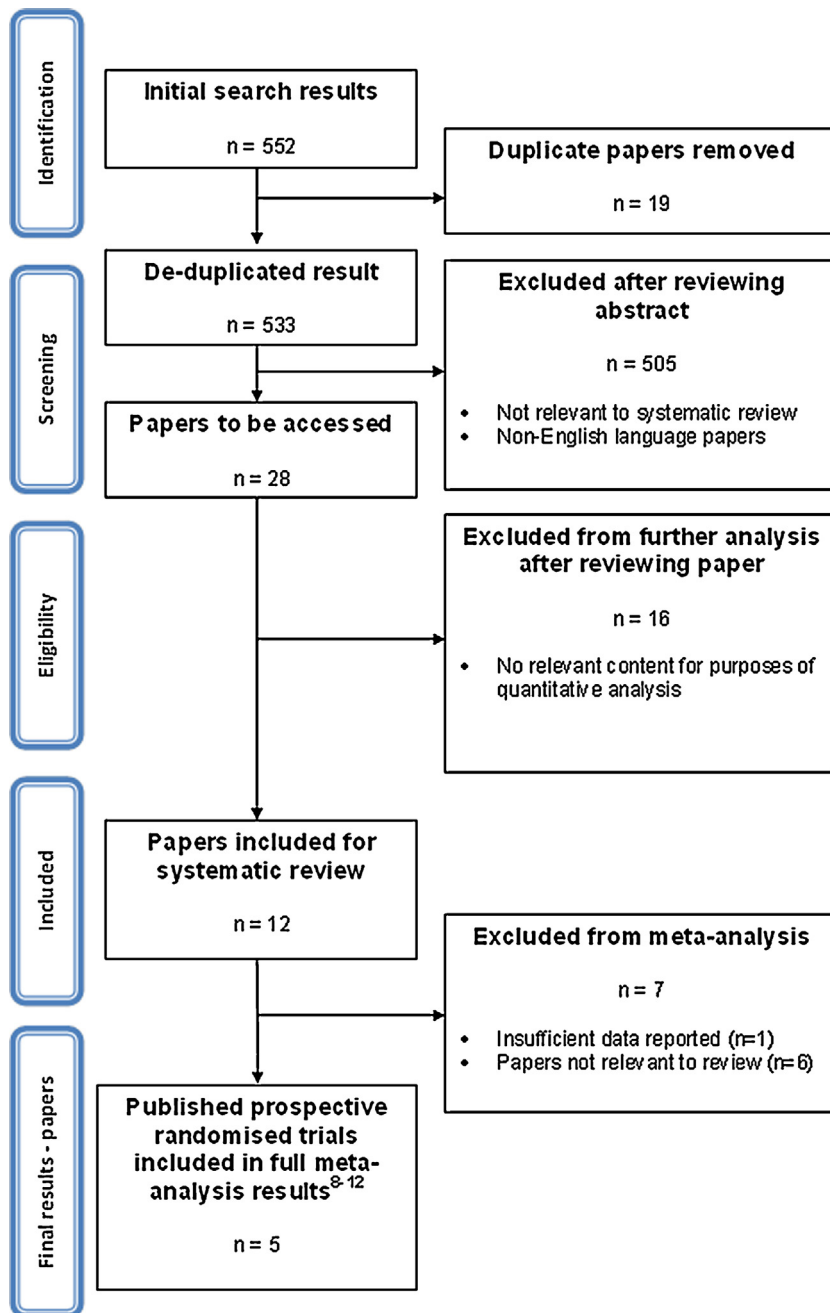 Identification
Initial search results
n = 552
Duplicate papers removed
n = 19
Screening
De-duplicated result
n = 533
Excluded after reviewing
abstract
n = 505
• Not relevant to systematic review
• Non-English language papers
Papers to be accessed
n = 28
Eligibility
Excluded from further analysis
after reviewing paper
n = 16
• No relevant content for purposes of
quantitative analysis
Included
Papers included for
systematic review
n = 12
Excluded from meta-analysis
n = 7
• Insufficient data reported (n=1)
• Papers not relevant to review (n=6)
Final results - papers
Published prospective
randomised trials
included in full meta-
analysis results8-12
n = 5